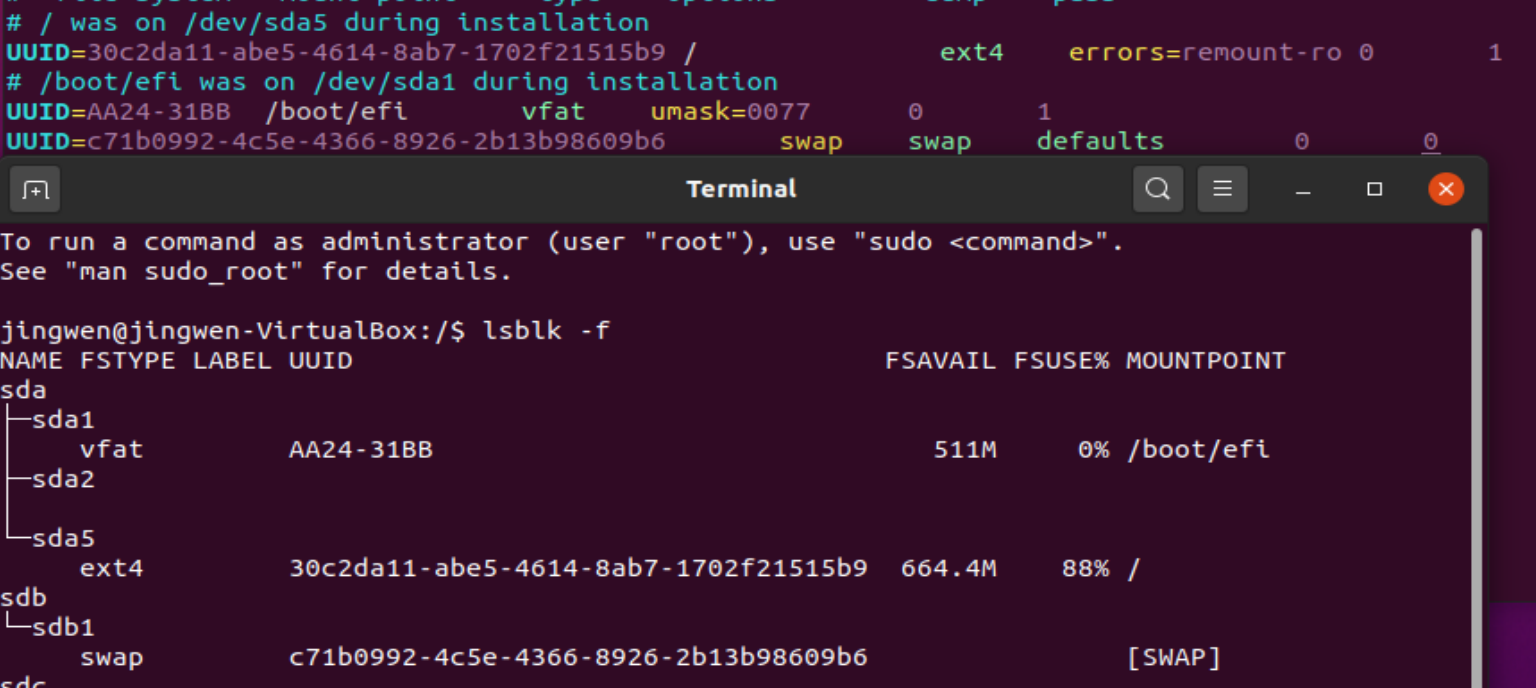 # / was on /dev/sda5 during installation
UUID=30c2da11-abe5-4614-8ab7-1702f21515b9 / ext4 errors=remount-ro 0 1
# /boot/efi was on /dev/sda1 during installation
UUID=AA24-31BB /boot/efi vfat umask=0077 0 1
UUID=c71b0992-4c5e-4366-8926-2b13b98609b6 swap swap defaults 0 0
Terminal
To run a command as administrator (user "root"), use "sudo <command>".
See "man sudo_root" for details.
jingwen@jingwen-VirtualBox:/$ lsblk -f
NAME FSTYPE LABEL UUID FSAVAIL FSUSE% MOUNTPOINT
sda
├─sda1
vfat AA24-31BB 511M 0% /boot/efi
├─sda2
└─sda5
ext4 30c2da11-abe5-4614-8ab7-1702f21515b9 664.4M 88% /
sdb
└─sdb1
swap c71b0992-4c5e-4366-8926-2b13b98609b6 [SWAP]